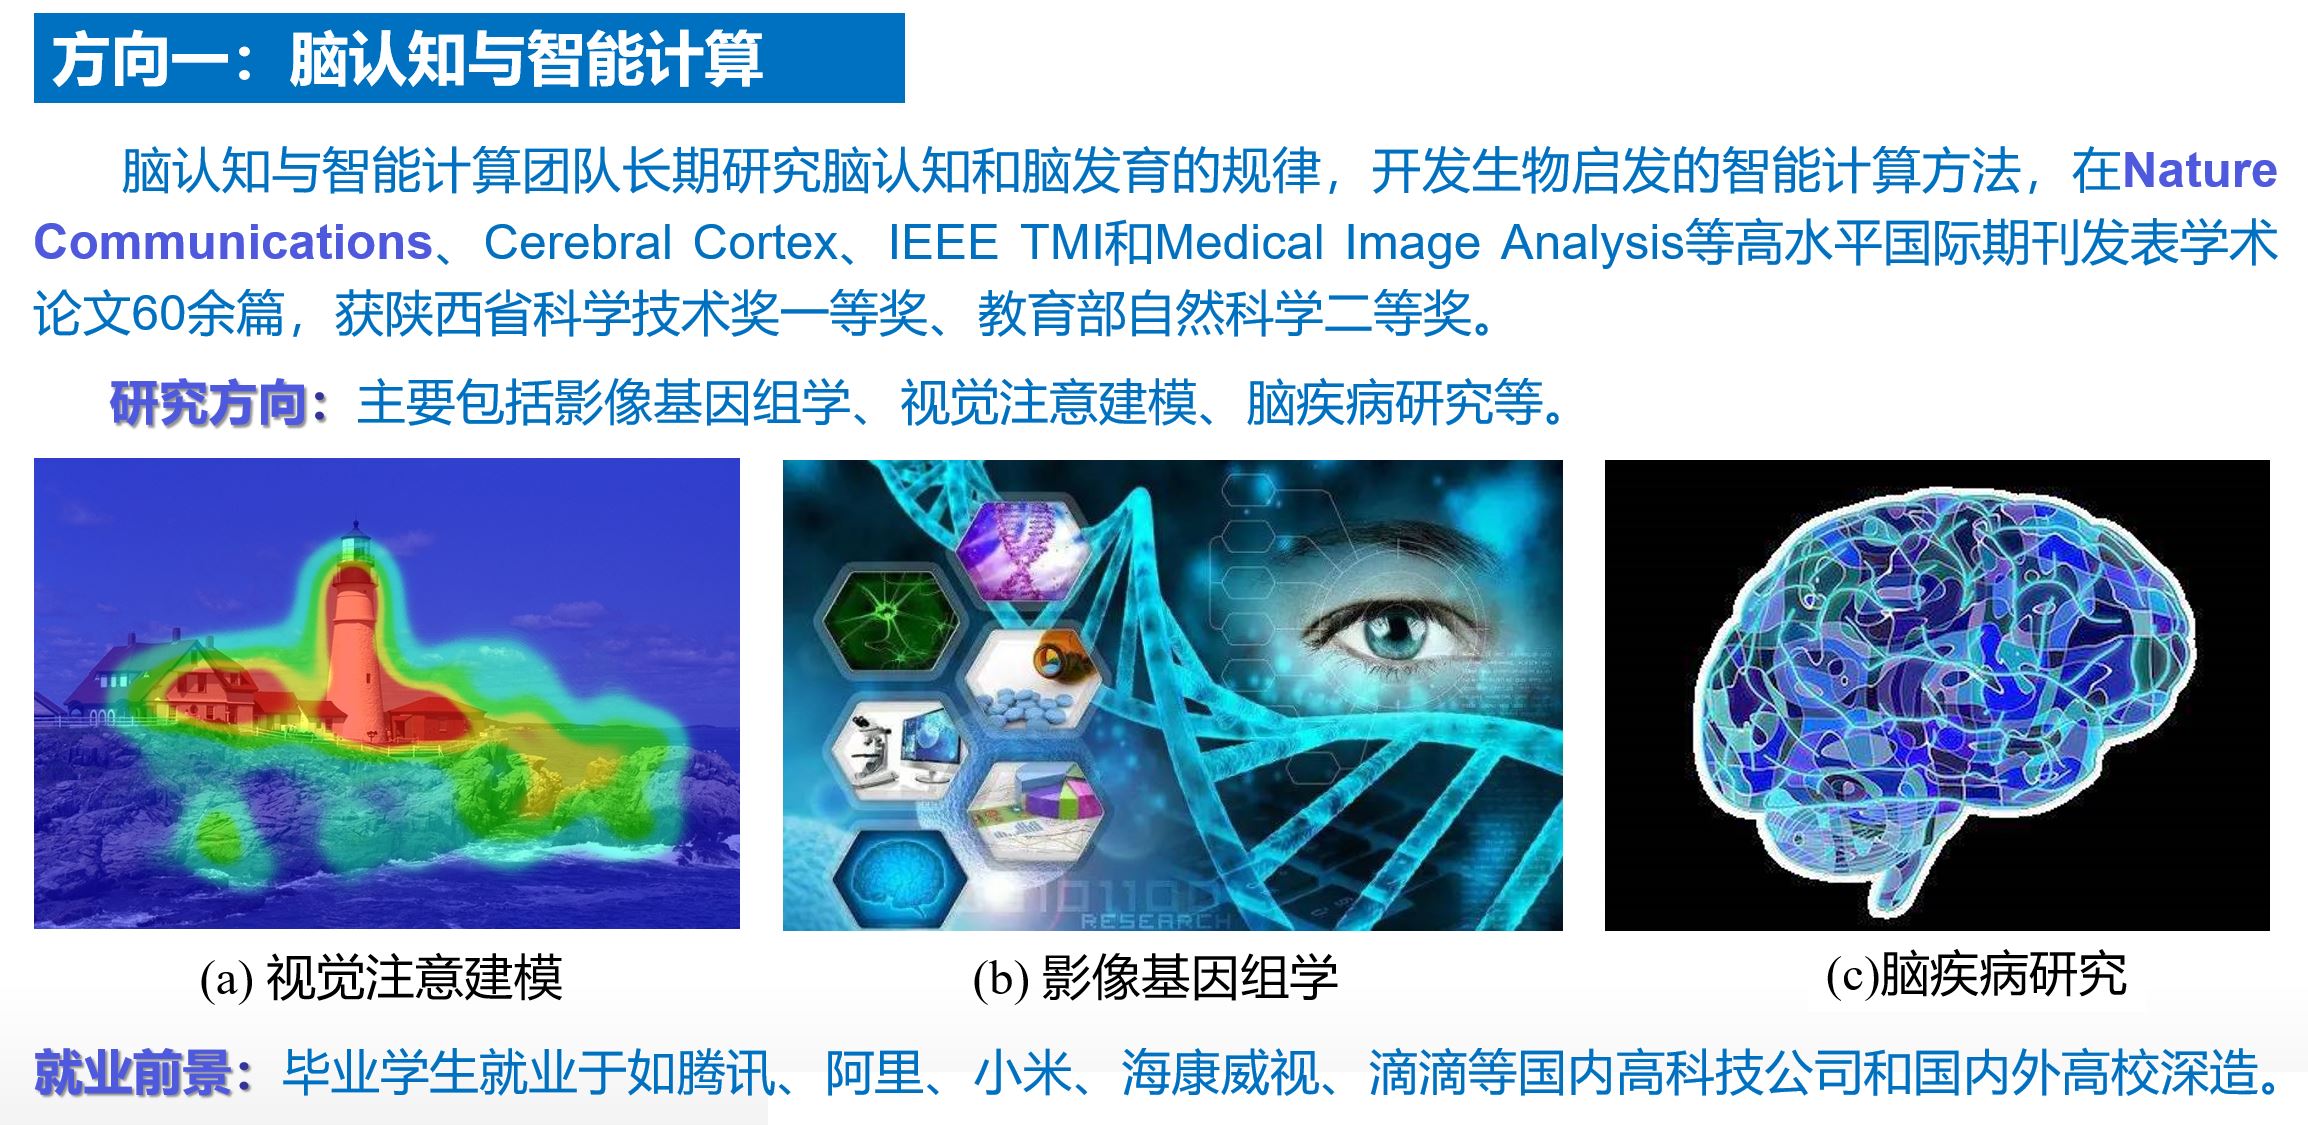 方向一：脑认知与智能计算
脑认知与智能计算团队长期研究脑认知和脑发育的规律，开发生物启发的智能计算方法，在Nature
Communications、Cerebral Cortex、IEEE TMI和Medical Image Analysis等高水平国际期刊发表学术
论文60余篇，获陕西省科学技术奖一等奖、教育部自然科学二等奖。
研究方向：主要包括影像基因组学、视觉注意建模、脑疾病研究等。
RESEARCH
(a) 视觉注意建模
(b) 影像基因组学
(c)脑疾病研究
就业前景：毕业学生就业于如腾讯、阿里、小米、海康威视、滴滴等国内高科技公司和国内外高校深造。